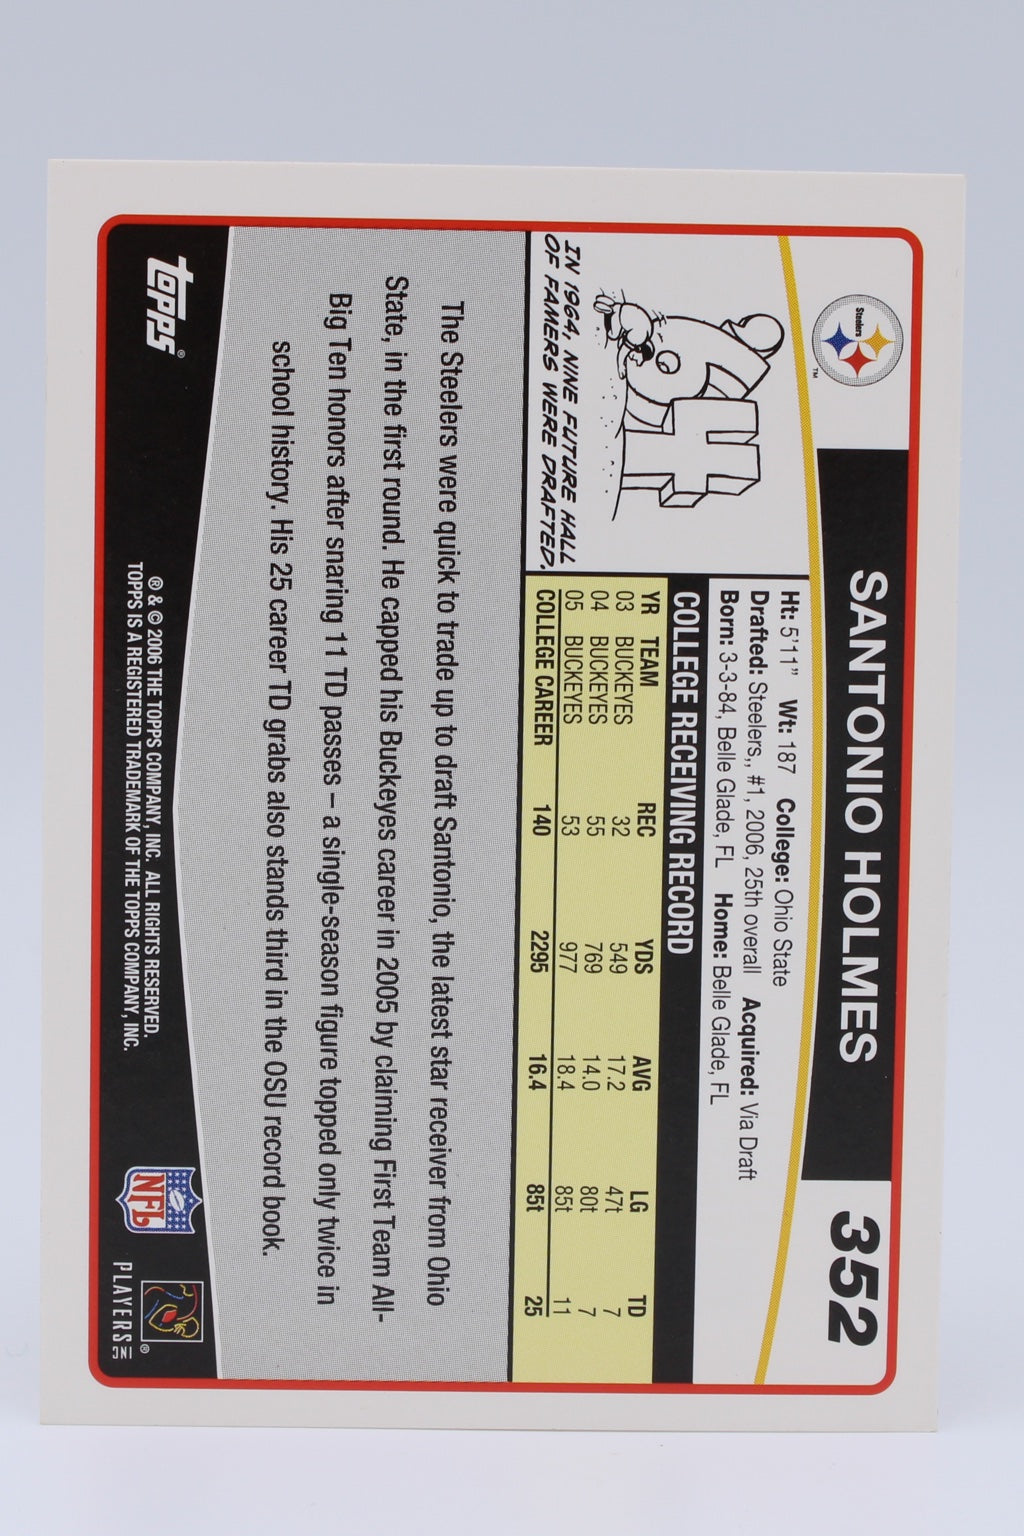 Steelers
TM
SANTONIO HOLMES
352
Ht: 5'11" Wt: 187 College: Ohio State
Drafted: Steelers,, #1, 2006, 25th overall Acquired: Via Draft
Born: 3-3-84, Belle Glade, FL Home: Belle Glade, FL
64
IN 1964, NINE FUTURE HALL
OF FAMERS WERE DRAFTED.
COLLEGE RECEIVING RECORD
YR TEAM REC YDS AVG LG TD
03 BUCKEYES 32 549 17.2 47t 7
04 BUCKEYES 55 769 14.0 80t 7
05 BUCKEYES 53 977 18.4 85t 11
COLLEGE CAREER 140 2295 16.4 85t 25
The Steelers were quick to trade up to draft Santonio, the latest star receiver from Ohio
State, in the first round. He capped his Buckeyes career in 2005 by claiming First Team All-
Big Ten honors after snaring 11 TD passes – a single-season figure topped only twice in
school history. His 25 career TD grabs also stands third in the OSU record book.
topps®
® & © 2006 THE TOPPS COMPANY, INC. ALL RIGHTS RESERVED.
TOPPS IS A REGISTERED TRADEMARK OF THE TOPPS COMPANY, INC.
NFL
®
PLAYERS INC